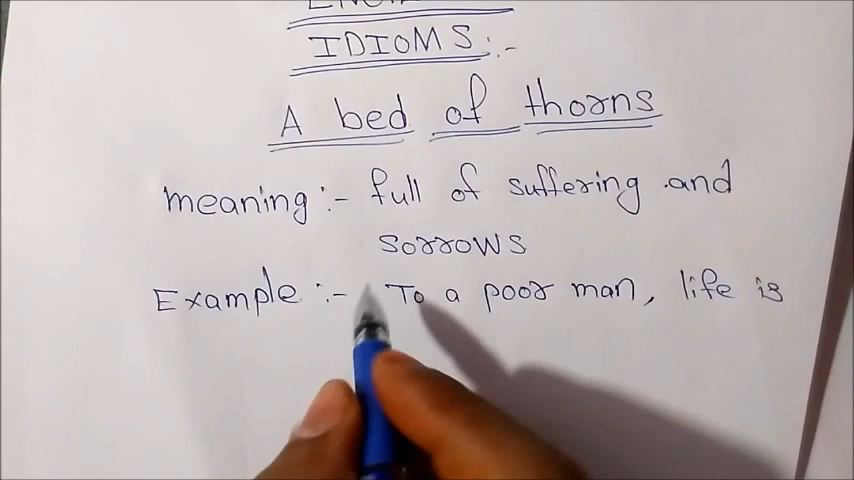 IDIOMS:-
A bed of thorns
meaning:- full of suffering and
sorrows
Example:- To a poor man, life is